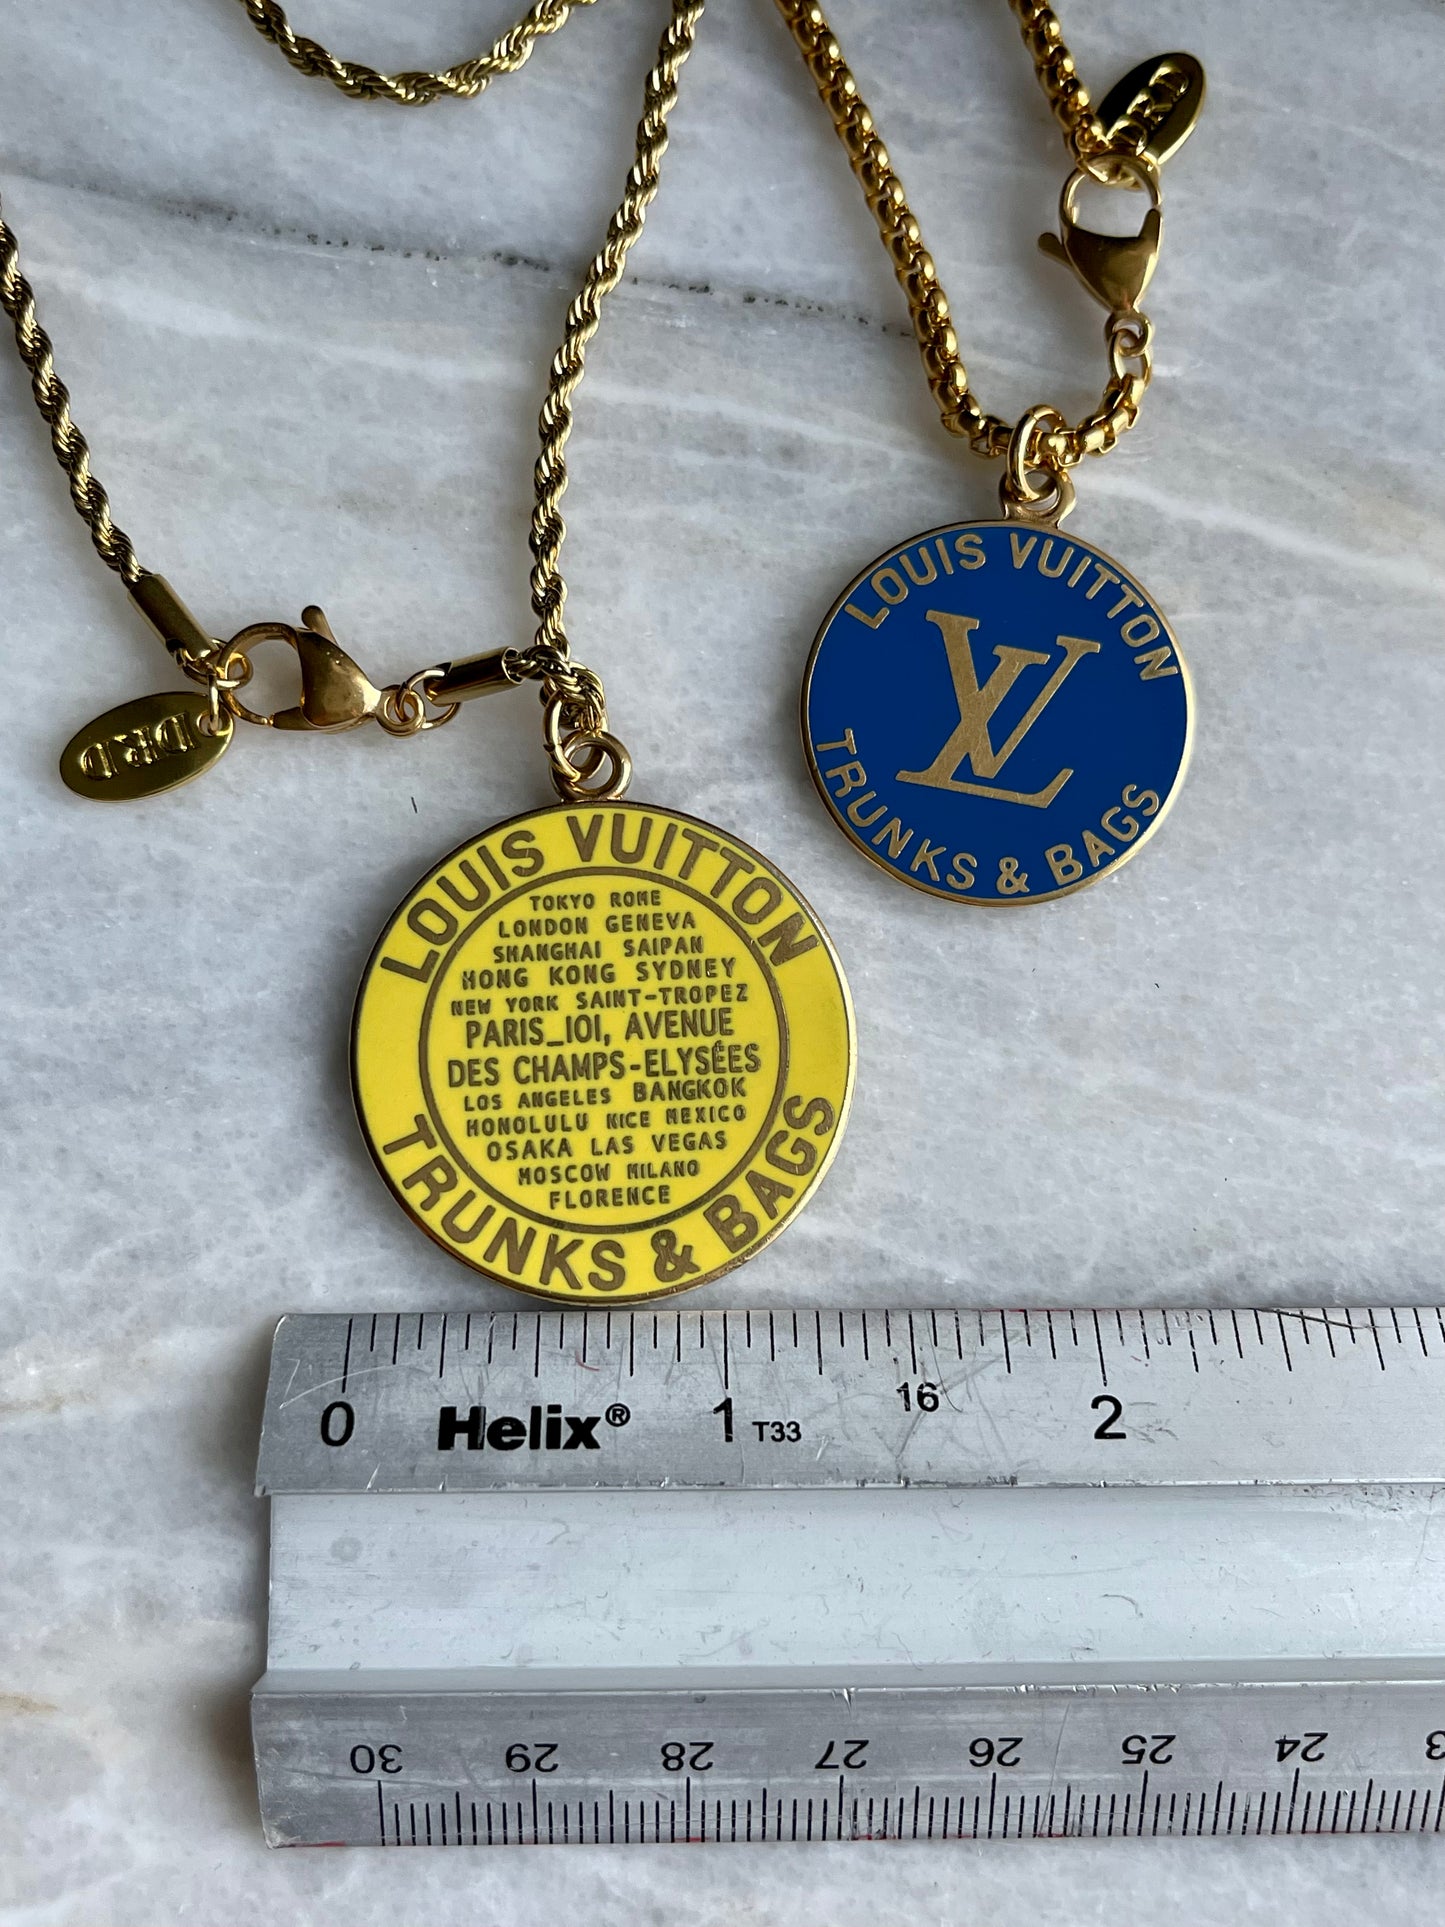 DRD
DRD
LOUIS VUITTON
LV
TRUNKS & BAGS
LOUIS VUITTON
TOKYO ROME
LONDON GENEVA
SHANGHAI SAIPAN
HONG KONG SYDNEY
NEW YORK SAINT-TROPEZ
PARIS_101, AVENUE
DES CHAMPS-ELYSÉES
LOS ANGELES BANGKOK
HONOLULU NICE MEXICO
OSAKA LAS VEGAS
MOSCOW MILANO
FLORENCE
TRUNKS & BAGS
0 Helix® 1 T33 16 2
30 29 28 27 26 25 24